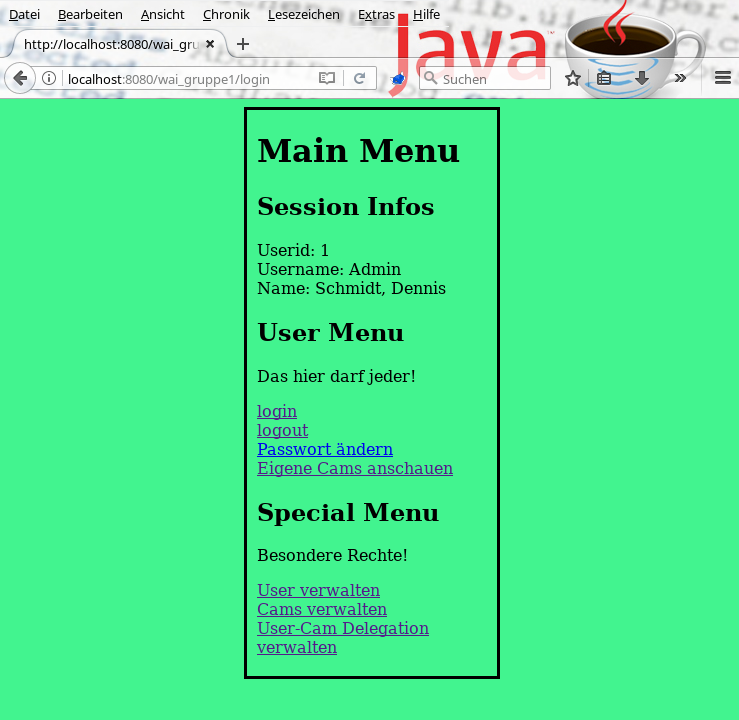 Datei Bearbeiten Ansicht Chronik Lesezeichen Extras Hilfe
java
http://localhost:8080/wai_gru
localhost:8080/wai_gruppe1/login
Suchen
Main Menu
Session Infos
Userid: 1
Username: Admin
Name: Schmidt, Dennis
User Menu
Das hier darf jeder!
login
logout
Passwort ändern
Eigene Cams anschauen
Special Menu
Besondere Rechte!
User verwalten
Cams verwalten
User-Cam Delegation
verwalten